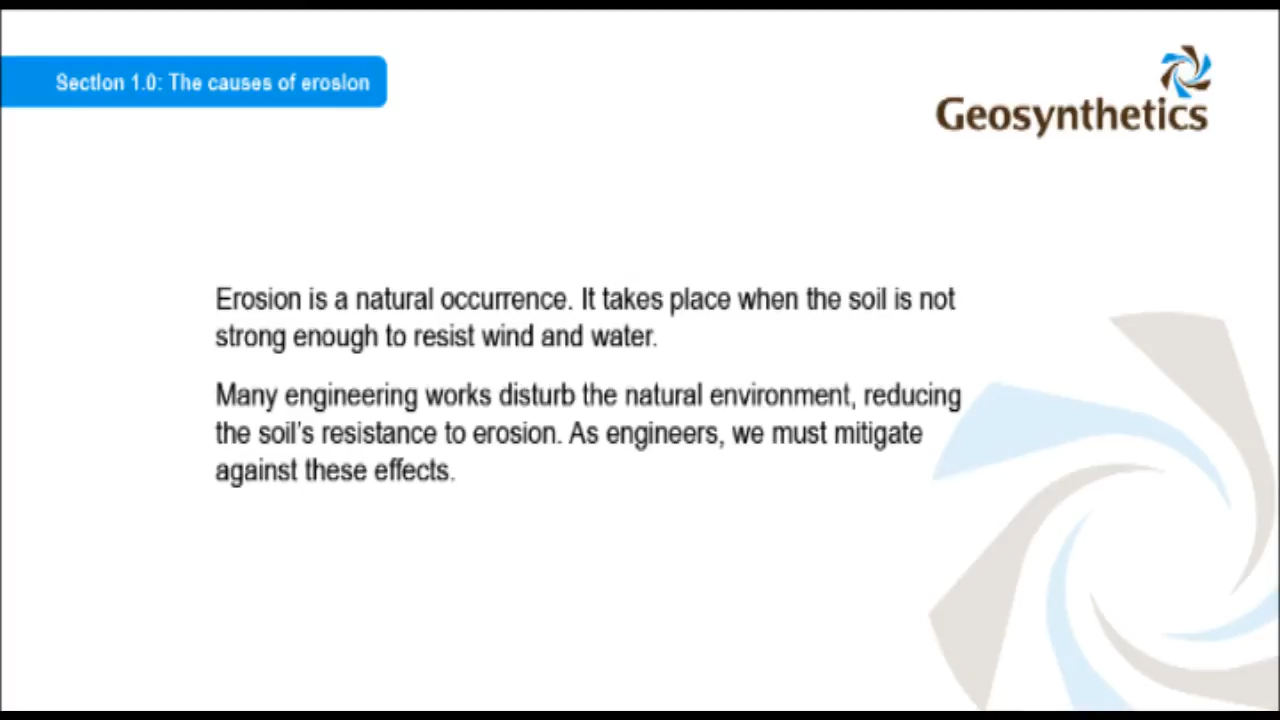 Section 1.0: The causes of erosion
Geosynthetics
Erosion is a natural occurrence. It takes place when the soil is not
strong enough to resist wind and water.
Many engineering works disturb the natural environment, reducing
the soil's resistance to erosion. As engineers, we must mitigate
against these effects.